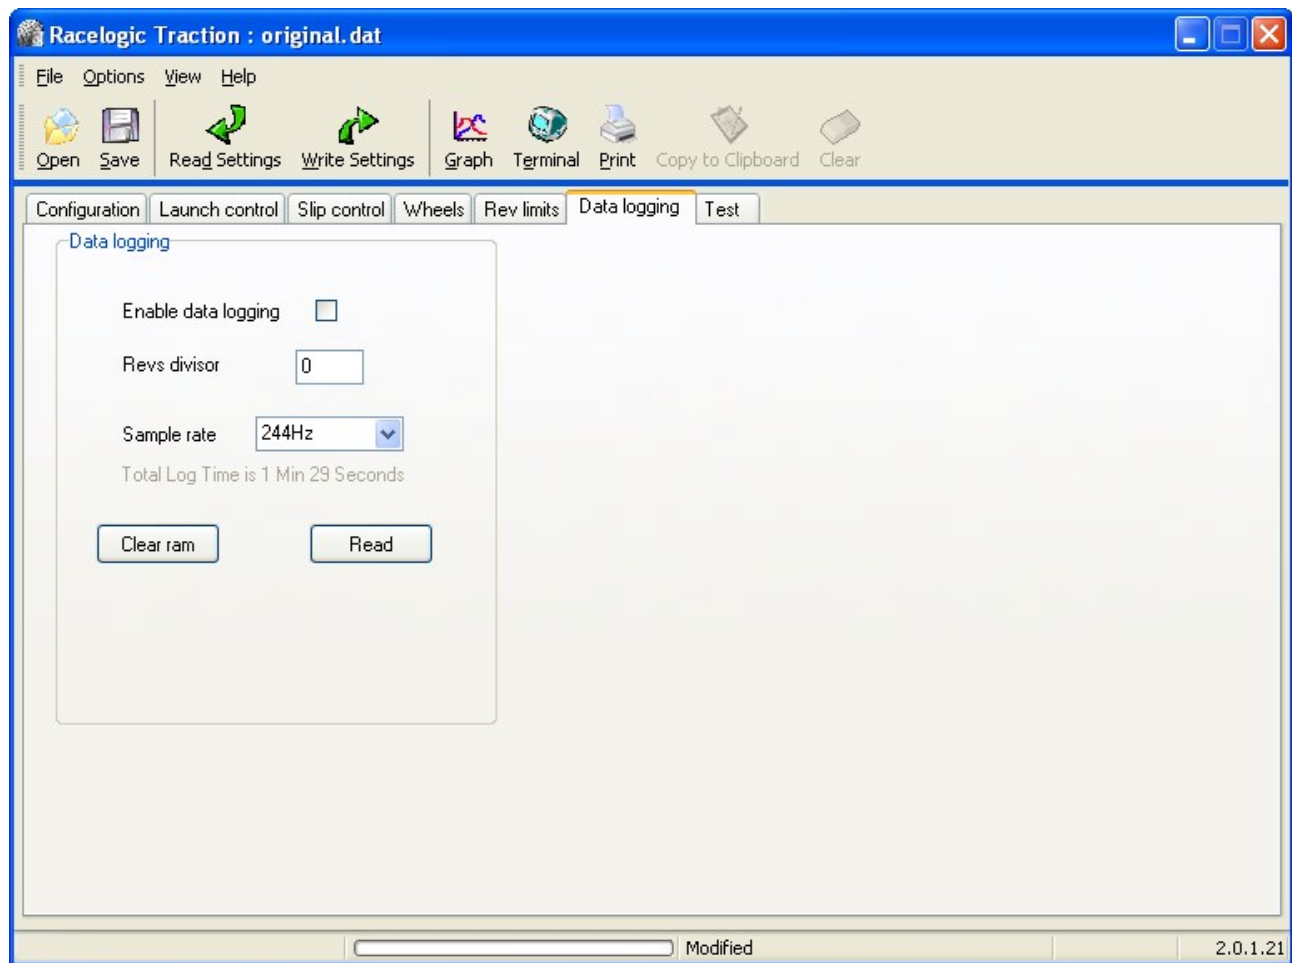 Racelogic Traction : original.dat
File Options View Help
Open Save Read Settings Write Settings Graph Terminal Print Copy to Clipboard Clear
Configuration Launch control Slip control Wheels Rev limits Data logging Test
Data logging
Enable data logging
Revs divisor 0
Sample rate 244Hz
Total Log Time is 1 Min 29 Seconds
Clear ram Read
Modified 2.0.1.21